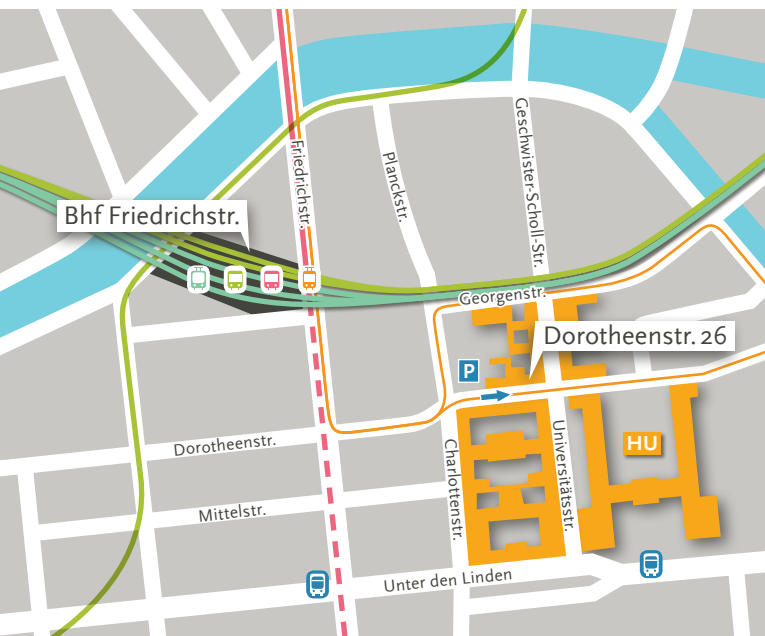 Geschwister-Scholl-Str.
Friedrichstr.
Planckstr.
Bhf Friedrichstr.
Georgenstr.
Dorotheenstr. 26
P
Dorotheenstr.
HU
Charlottenstr.
Universitätsstr.
Mittelstr.
Unter den Linden